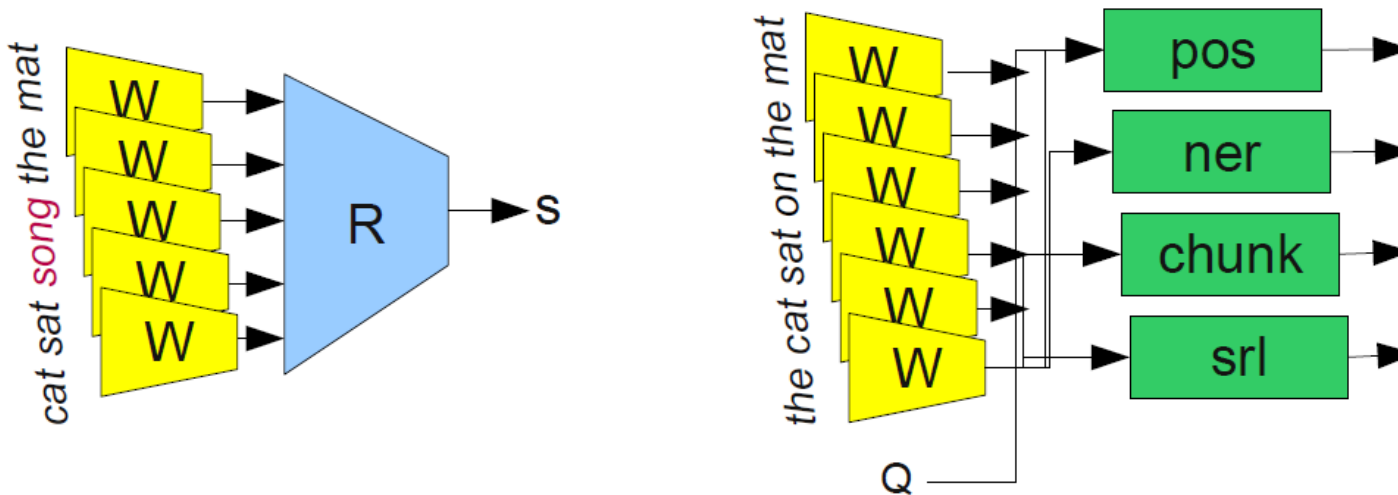 cat sat song the mat
W
W
W
W
W
R
s
the cat sat on the mat
W
W
W
W
W
W
Q
pos
ner
chunk
srl